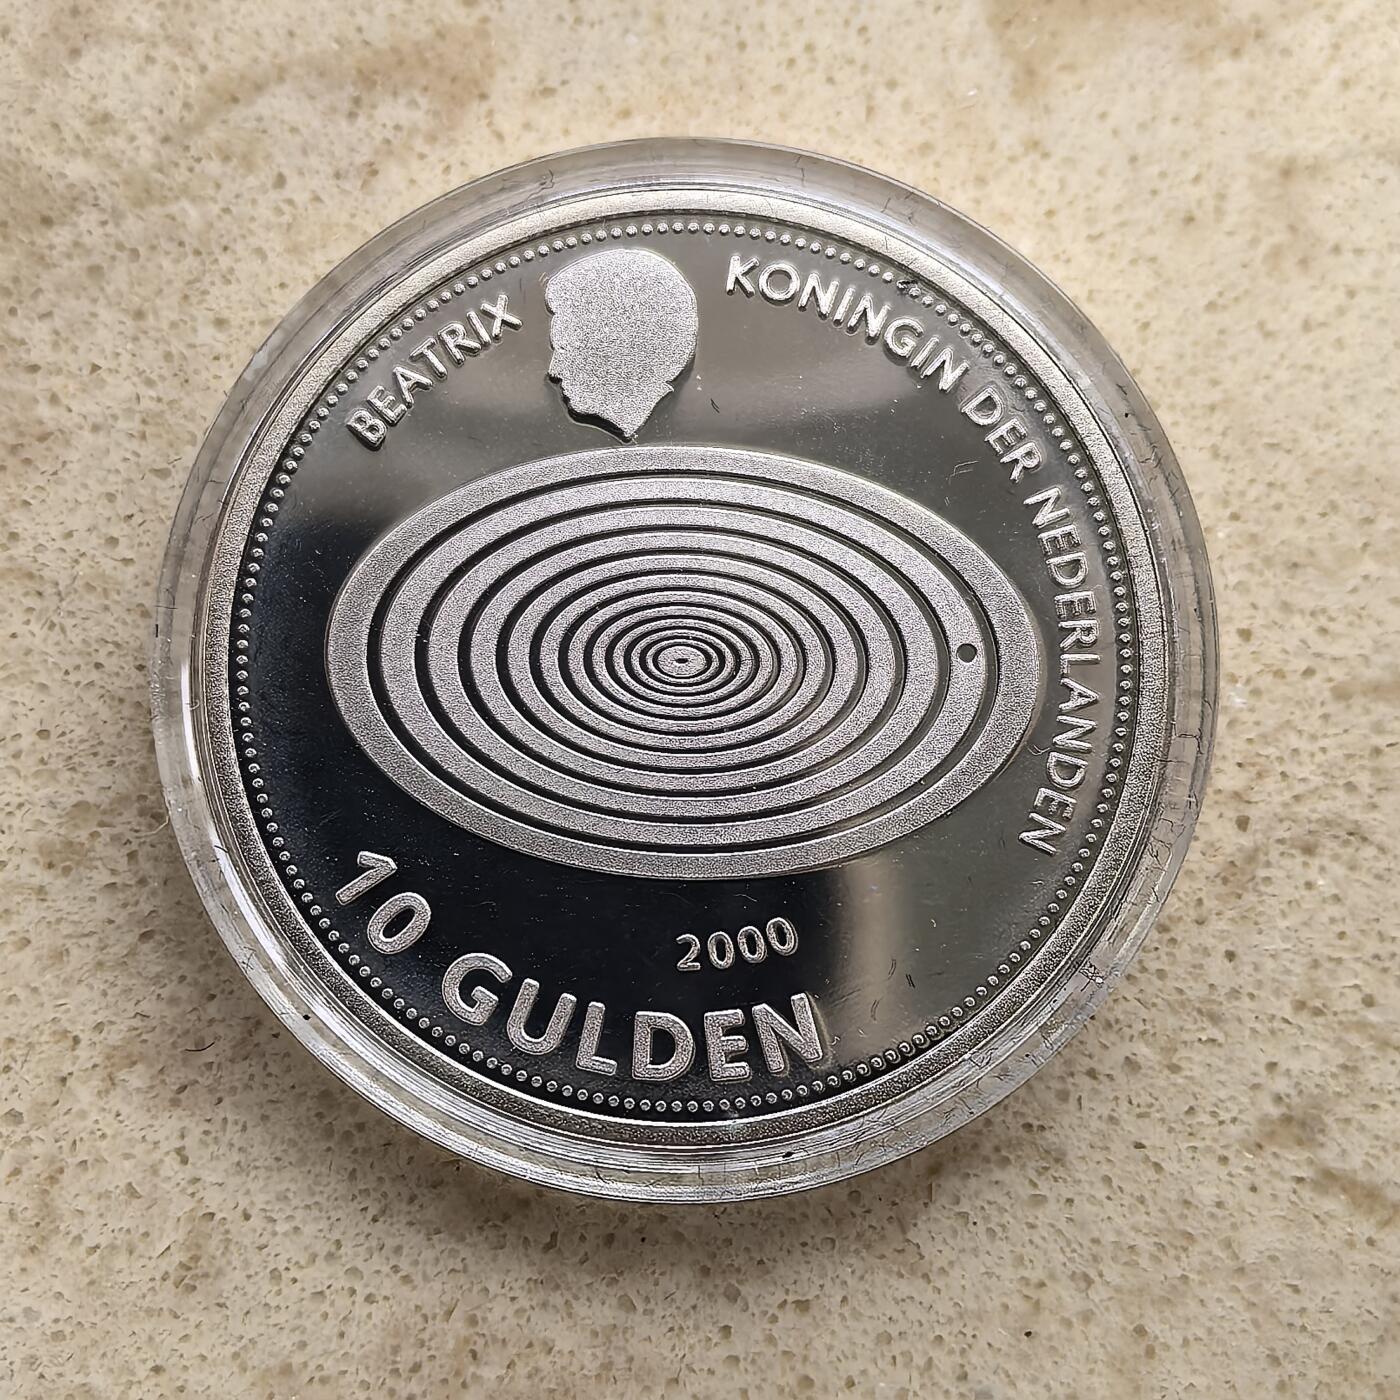 BEATRIX
KONINGIN DER NEDERLANDEN
2000
10 GULDEN